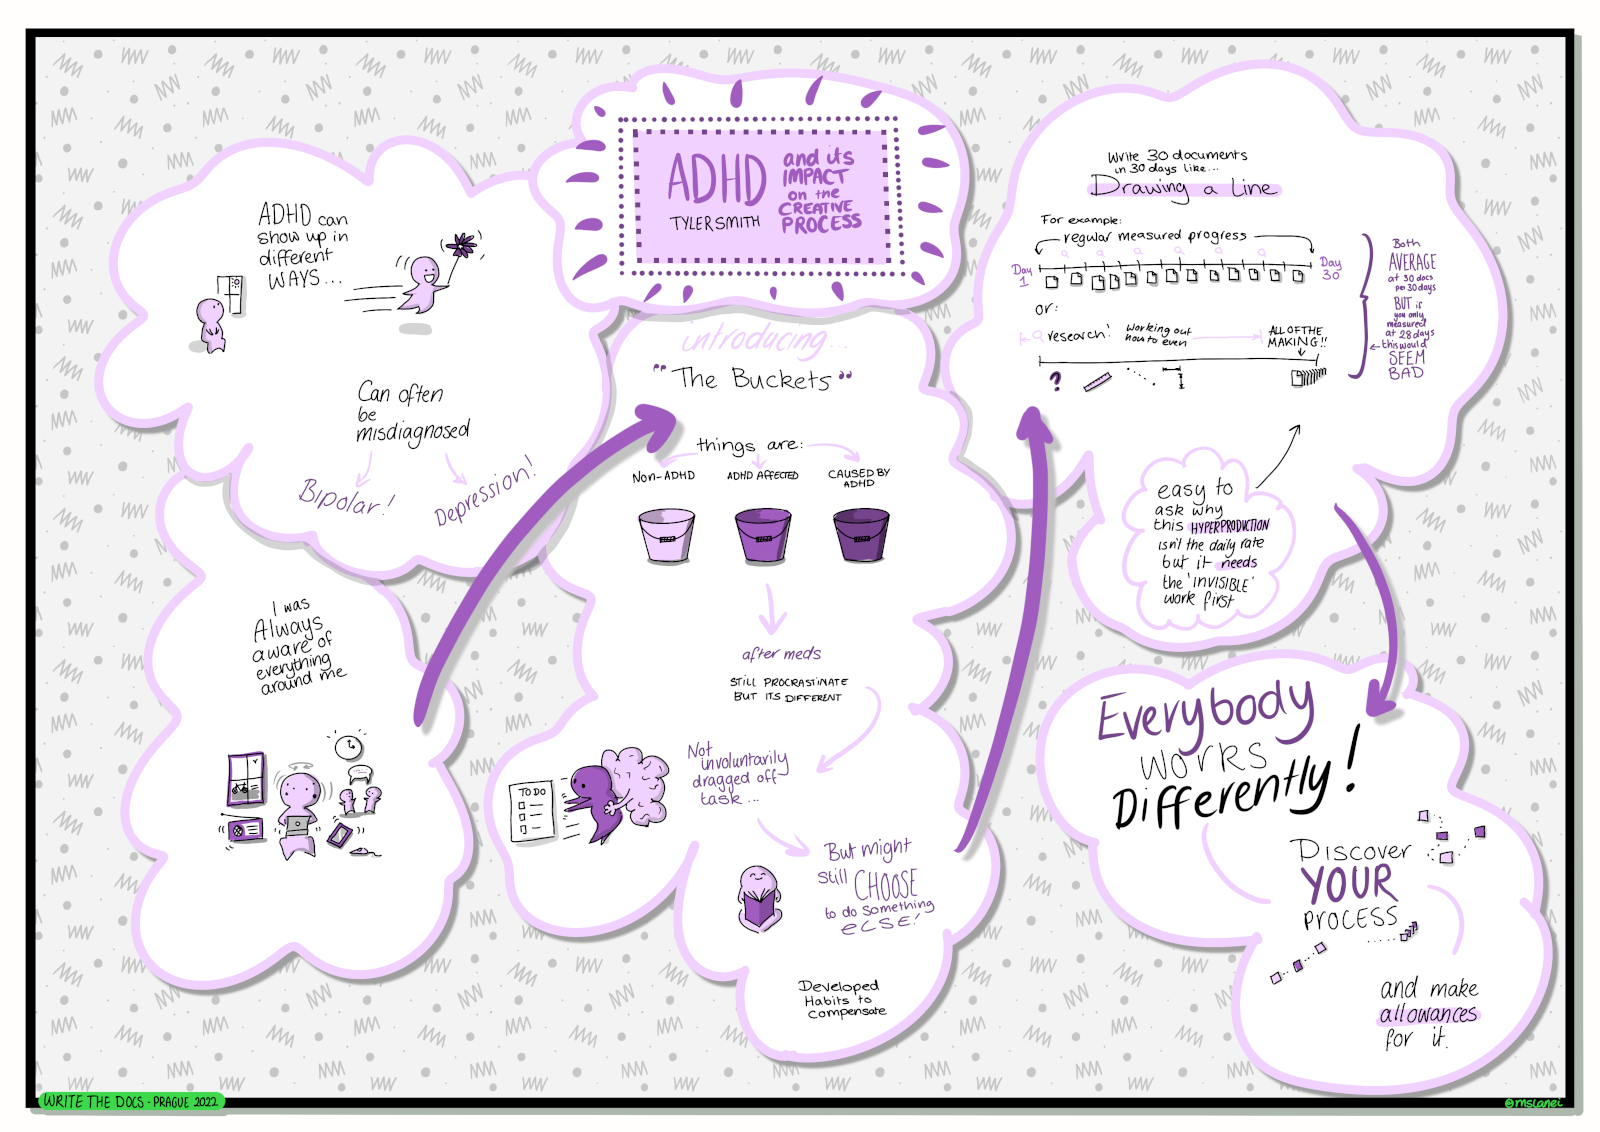 ADHD
TYLER SMITH
and its
IMPACT
on the
CREATIVE
PROCESS
ADHD can
show up in
different
WAYS...
Can often
be
misdiagnosed
Bipolar!
Depression!
I was
Always
aware of
everything
around me
introducing...
"The Buckets"
things are:
NON-ADHD
ADHD AFFECTED
CAUSED BY
ADHD
after meds
STILL PROCRASTINATE
BUT ITS DIFFERENT
TO DO
Not
involuntarily
dragged off
task...
But might
still CHOOSE
to do something
ELSE!
Developed
Habits to
compensate
Write 30 documents
in 30 days like...
Drawing a Line
For example:
regular measured progress
Day
1
Day
30
or:
research!
working out
how to even
ALL OF THE
MAKING!!
?
Both
AVERAGE
at 30 docs
per 30 days
BUT if
you only
measured
at 28 days
this would
SEEM
BAD
easy to
ask why
this HYPERPRODUCTION
isn't the daily rate
but it needs
the 'INVISIBLE'
work first
Everybody
WORKS
Differently!
Discover
YOUR
PROCESS
and make
allowances
for it.
WRITE THE DOCS - PRAGUE 2022
@mslanei